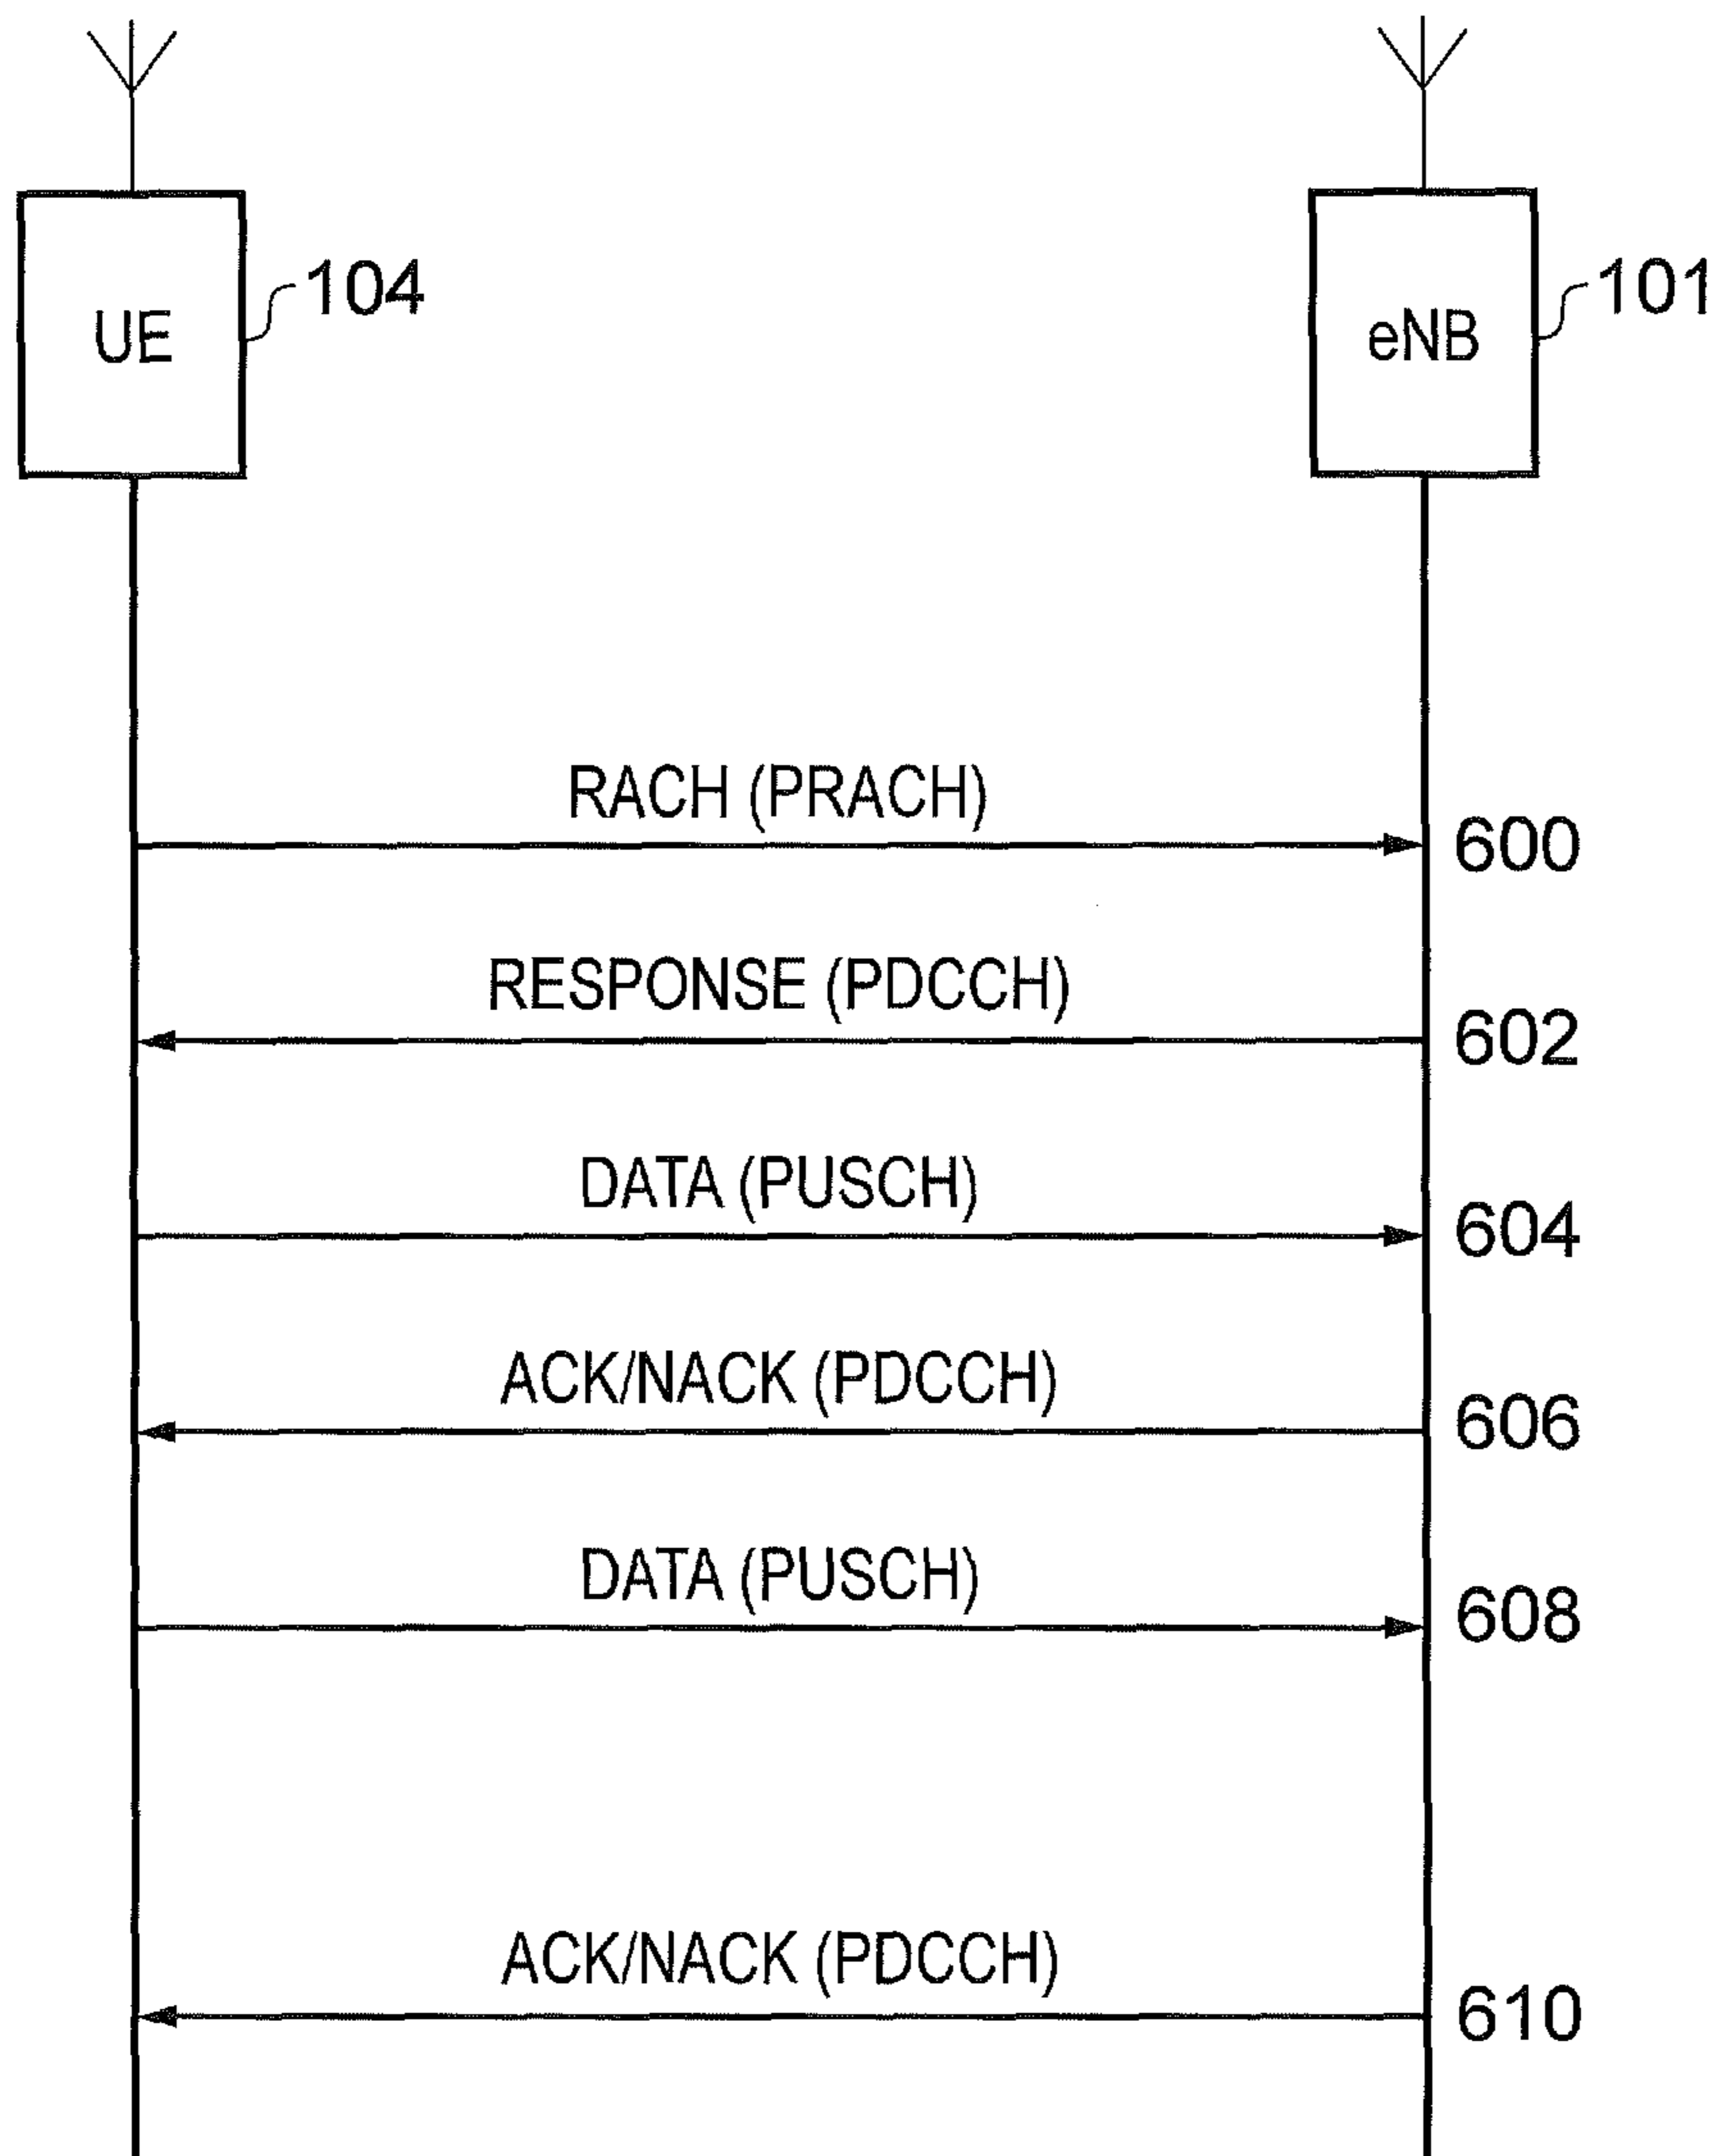 104
101
UE
eNB
RACH (PRACH)
600
RESPONSE (PDCCH)
602
DATA (PUSCH)
604
ACK/NACK (PDCCH)
606
DATA (PUSCH)
608
ACK/NACK (PDCCH)
610